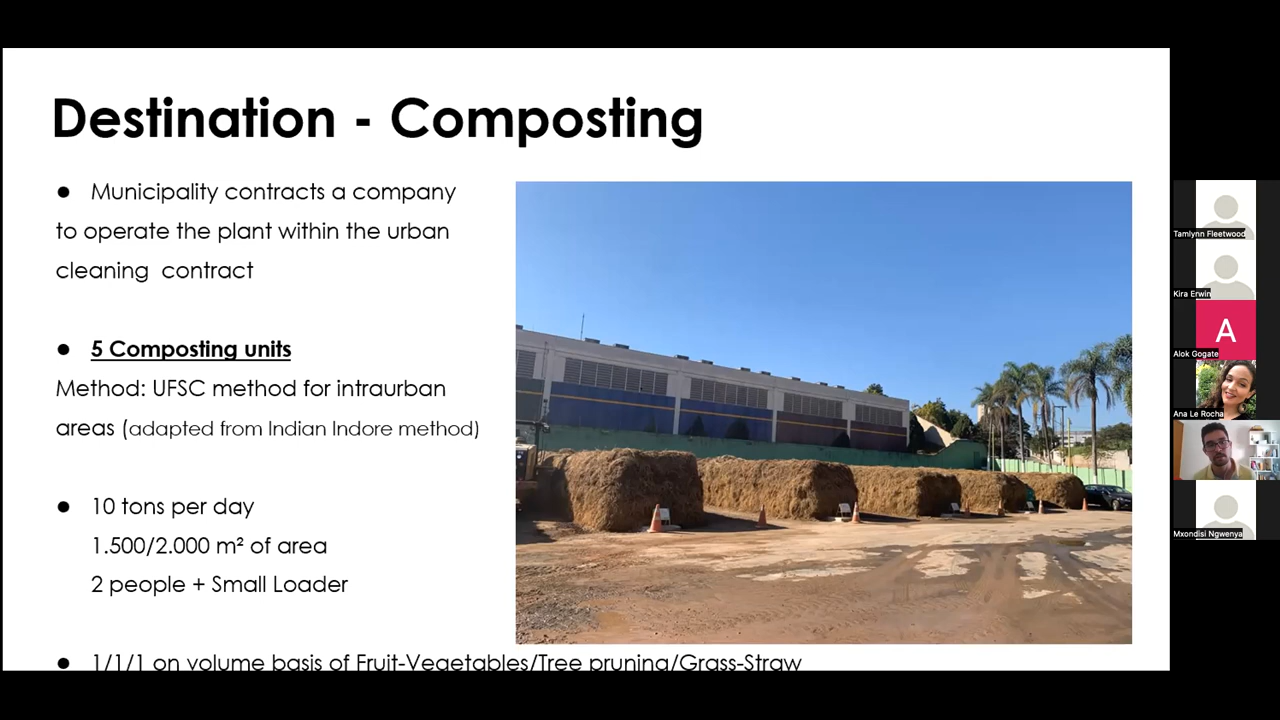 Destination - Composting
● Municipality contracts a company
to operate the plant within the urban
cleaning contract
● 5 Composting units
Method: UFSC method for intraurban
areas (adapted from Indian Indore method)
● 10 tons per day
1.500/2.000 m² of area
2 people + Small Loader
● 1/1/1 on volume basis of Fruit-Vegetables/Tree pruning/Grass-Straw
Tamlynn Fleetwood
Kira Erwin
A
Alok Gogate
Ana Le Rocha
Mxondisi Ngwenya